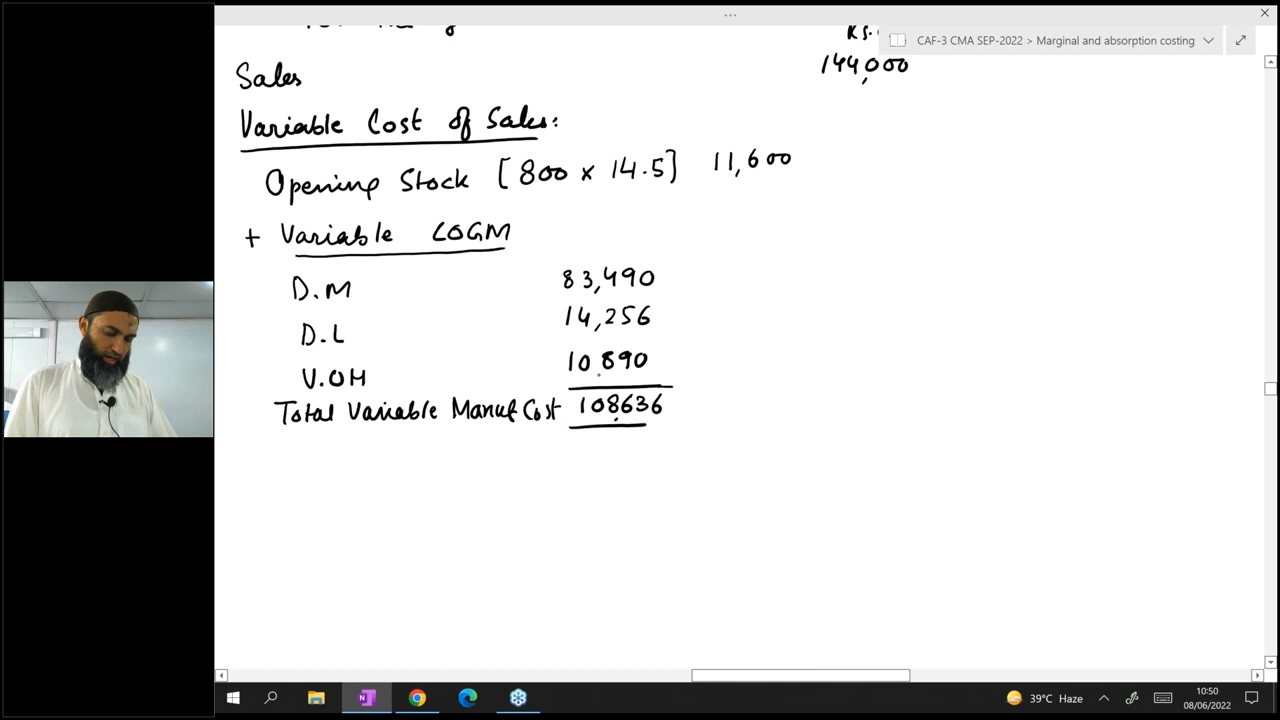 CAF-3 CMA SEP-2022 > Marginal and absorption costing
144,000
Sales
Variable Cost of Sales:
Opening Stock [800 x 14.5] 11,600
+ Variable COGM
D.M 83,490
D.L 14,256
V.OH 10,890
Total Variable Manuf Cost 108,636
39°C Haze
10:50
08/06/2022